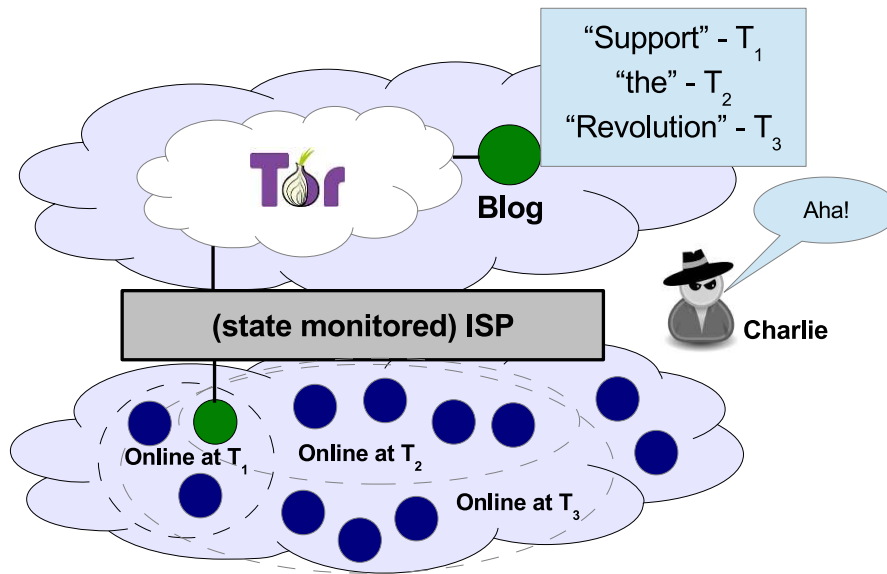 “Support” - T1
“the” - T2
“Revolution” - T3
Tor
Blog
Aha!
(state monitored) ISP
Charlie
Online at T1
Online at T2
Online at T3